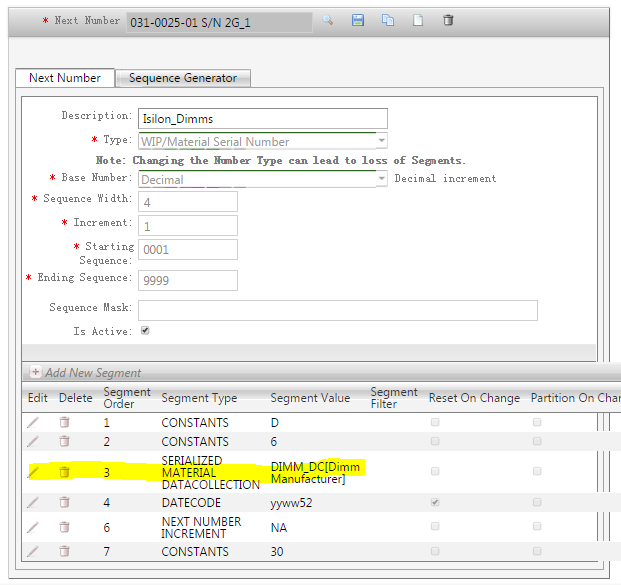 * Next Number 031-0025-01 S/N 2G_1
Next Number Sequence Generator
Description: Isilon_Dimms
* Type: WIP/Material Serial Number
Note: Changing the Number Type can lead to loss of Segments.
* Base Number: Decimal Decimal increment
* Sequence Width: 4
* Increment: 1
* Starting Sequence: 0001
* Ending Sequence: 9999
Sequence Mask:
Is Active:
+ Add New Segment
Edit Delete Segment Order Segment Type Segment Value Segment Filter Reset On Change Partition On Chan
1 CONSTANTS D
2 CONSTANTS 6
3 SERIALIZED MATERIAL DATACOLLECTION DIMM_DC[Dimm Manufacturer]
4 DATECODE yyww52
6 NEXT NUMBER INCREMENT NA
7 CONSTANTS 30